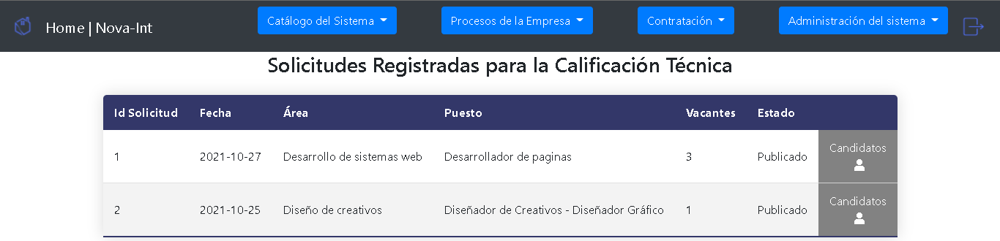 Home | Nova-Int Catálogo del Sistema Procesos de la Empresa Contratación Administración del sistema
Solicitudes Registradas para la Calificación Técnica
Id Solicitud Fecha Área Puesto Vacantes Estado
1 2021-10-27 Desarrollo de sistemas web Desarrollador de paginas 3 Publicado Candidatos
2 2021-10-25 Diseño de creativos Diseñador de Creativos - Diseñador Gráfico 1 Publicado Candidatos